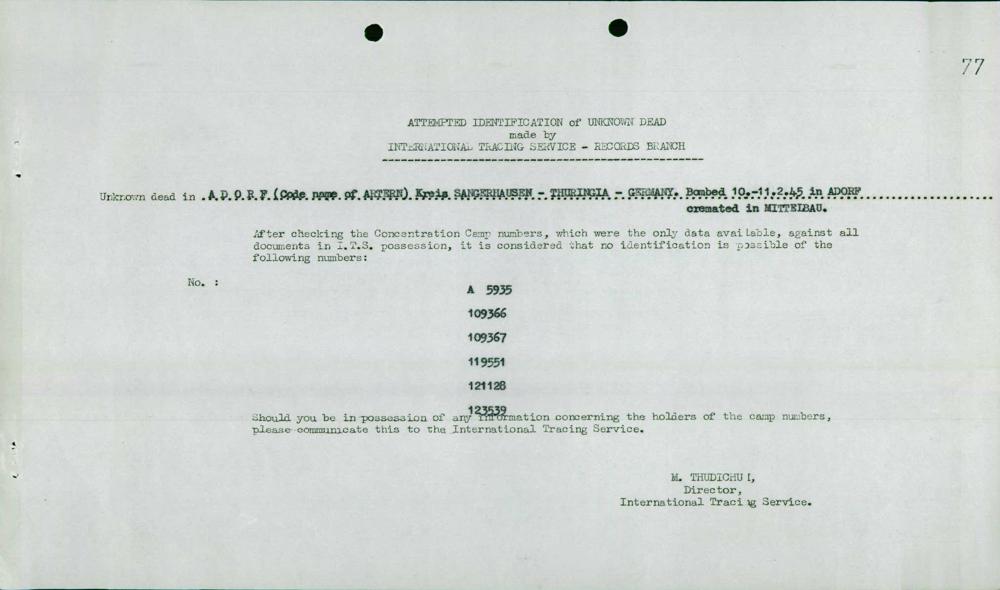 77
ATTEMPTED IDENTIFICATION of UNKNOWN DEAD
made by
INTERNATIONAL TRACING SERVICE - RECORDS BRANCH
Unknown dead in .A.D.O.R.F.(Code name of ARTERN) Kreis SANGERHAUSEN - THURINGIA - GERMANY. Bombed 10.-11.2.45 in ADORF
cremated in MITTELBAU.
After checking the Concentration Camp numbers, which were the only data available, against all
documents in I.T.S. possession, it is considered that no identification is possible of the
following numbers:
No. :
A 5935
109366
109367
119551
121128
123539
Should you be in possession of any information concerning the holders of the camp numbers,
please communicate this to the International Tracing Service.
M. THUDICHUM,
Director,
International Tracing Service.